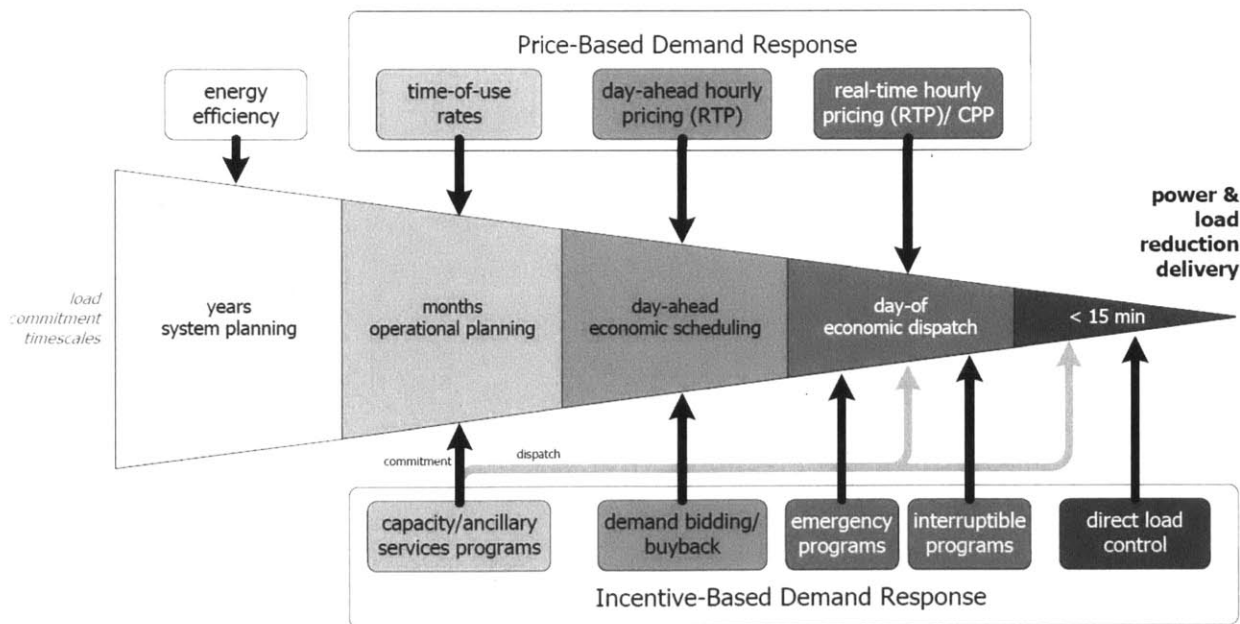 Price-Based Demand Response
energy
efficiency
time-of-use
rates
day-ahead hourly
pricing (RTP)
real-time hourly
pricing (RTP)/ CPP
power &
load
reduction
delivery
load
commitment
timescales
years
system planning
months
operational planning
day-ahead
economic scheduling
day-of
economic dispatch
< 15 min
commitment
dispatch
capacity/ancillary
services programs
demand bidding/
buyback
emergency
programs
interruptible
programs
direct load
control
Incentive-Based Demand Response